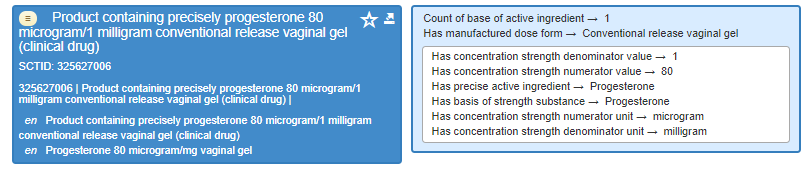 Product containing precisely progesterone 80
microgram/1 milligram conventional release vaginal gel
(clinical drug)
SCTID: 325627006
325627006 | Product containing precisely progesterone 80 microgram/1
milligram conventional release vaginal gel (clinical drug) |
en Product containing precisely progesterone 80 microgram/1 milligram
conventional release vaginal gel (clinical drug)
en Progesterone 80 microgram/mg vaginal gel
Count of base of active ingredient → 1
Has manufactured dose form → Conventional release vaginal gel
Has concentration strength denominator value → 1
Has concentration strength numerator value → 80
Has precise active ingredient → Progesterone
Has basis of strength substance → Progesterone
Has concentration strength numerator unit → microgram
Has concentration strength denominator unit → milligram